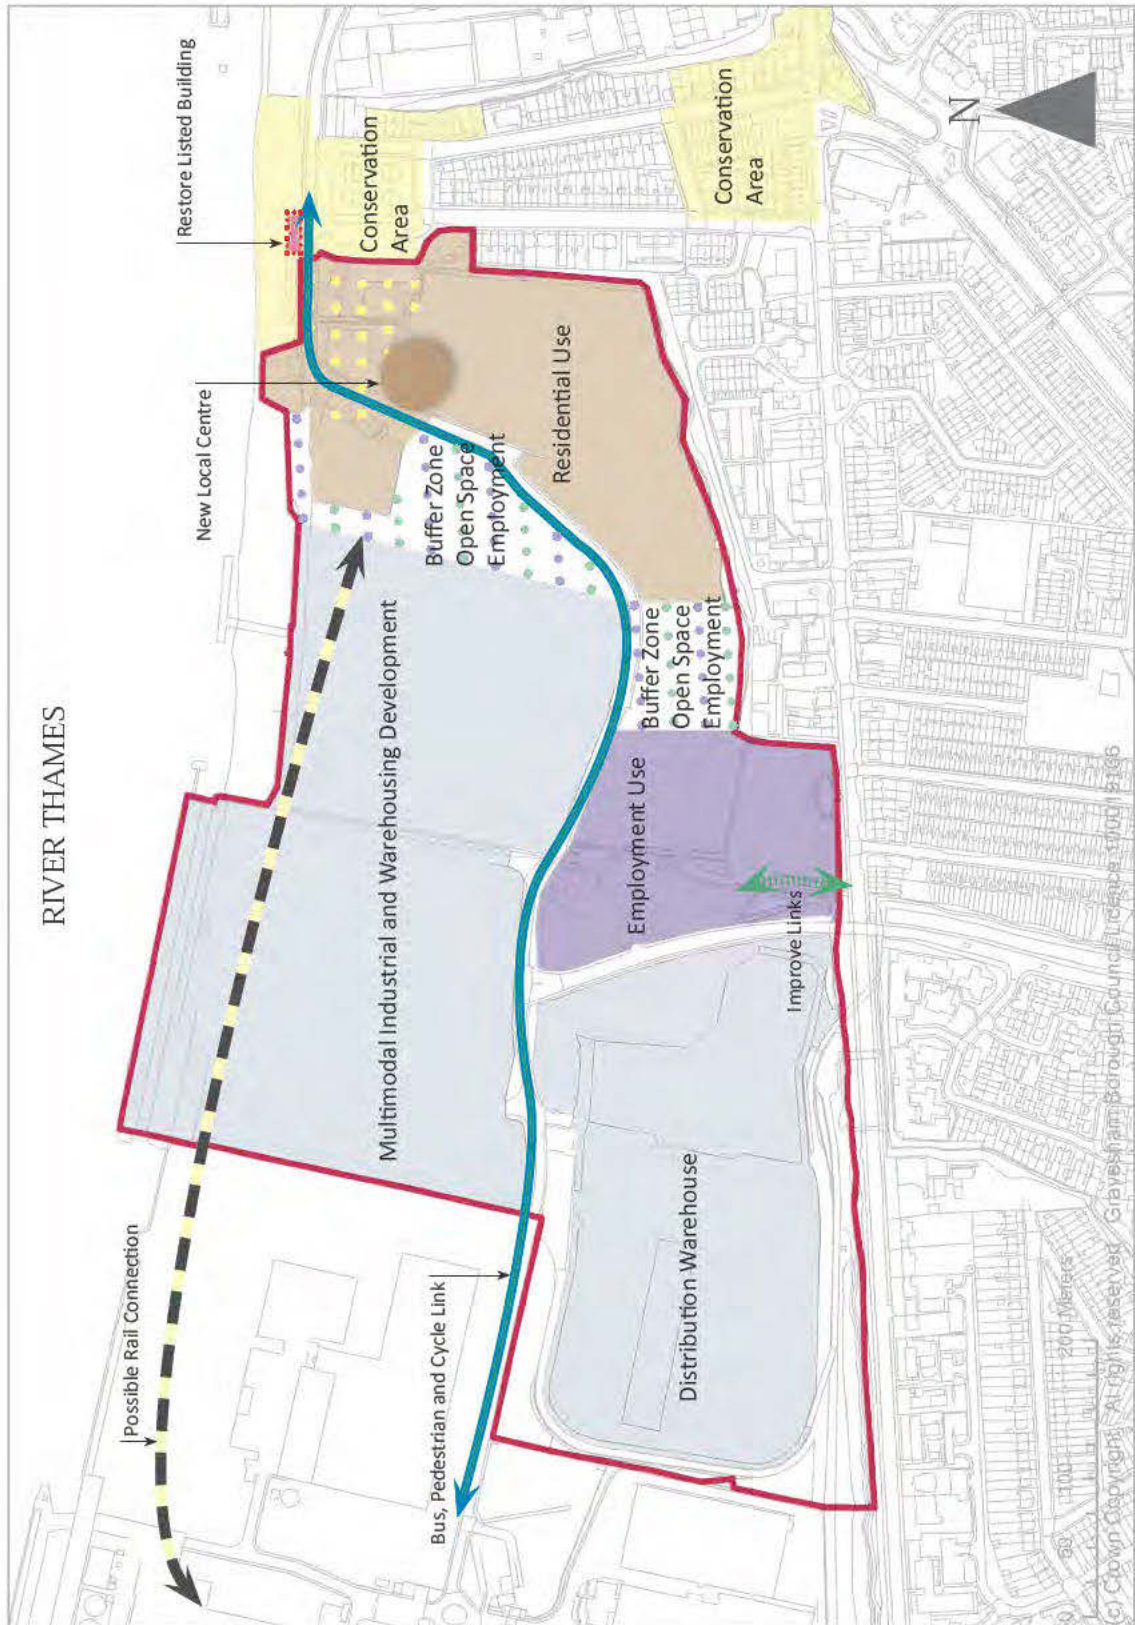 RIVER THAMES
Possible Rail Connection
New Local Centre
Restore Listed Building
Bus, Pedestrian and Cycle Link
Multimodal Industrial and Warehousing Development
Buffer Zone
Open Space
Employment
Conservation
Area
Residential Use
Distribution Warehouse
Employment Use
Improve Links
Buffer Zone
Open Space
Employment
Conservation
Area
N
100
200 Meters
(c) Crown Copyright. All rights reserved. Gravesham Borough Council Licence